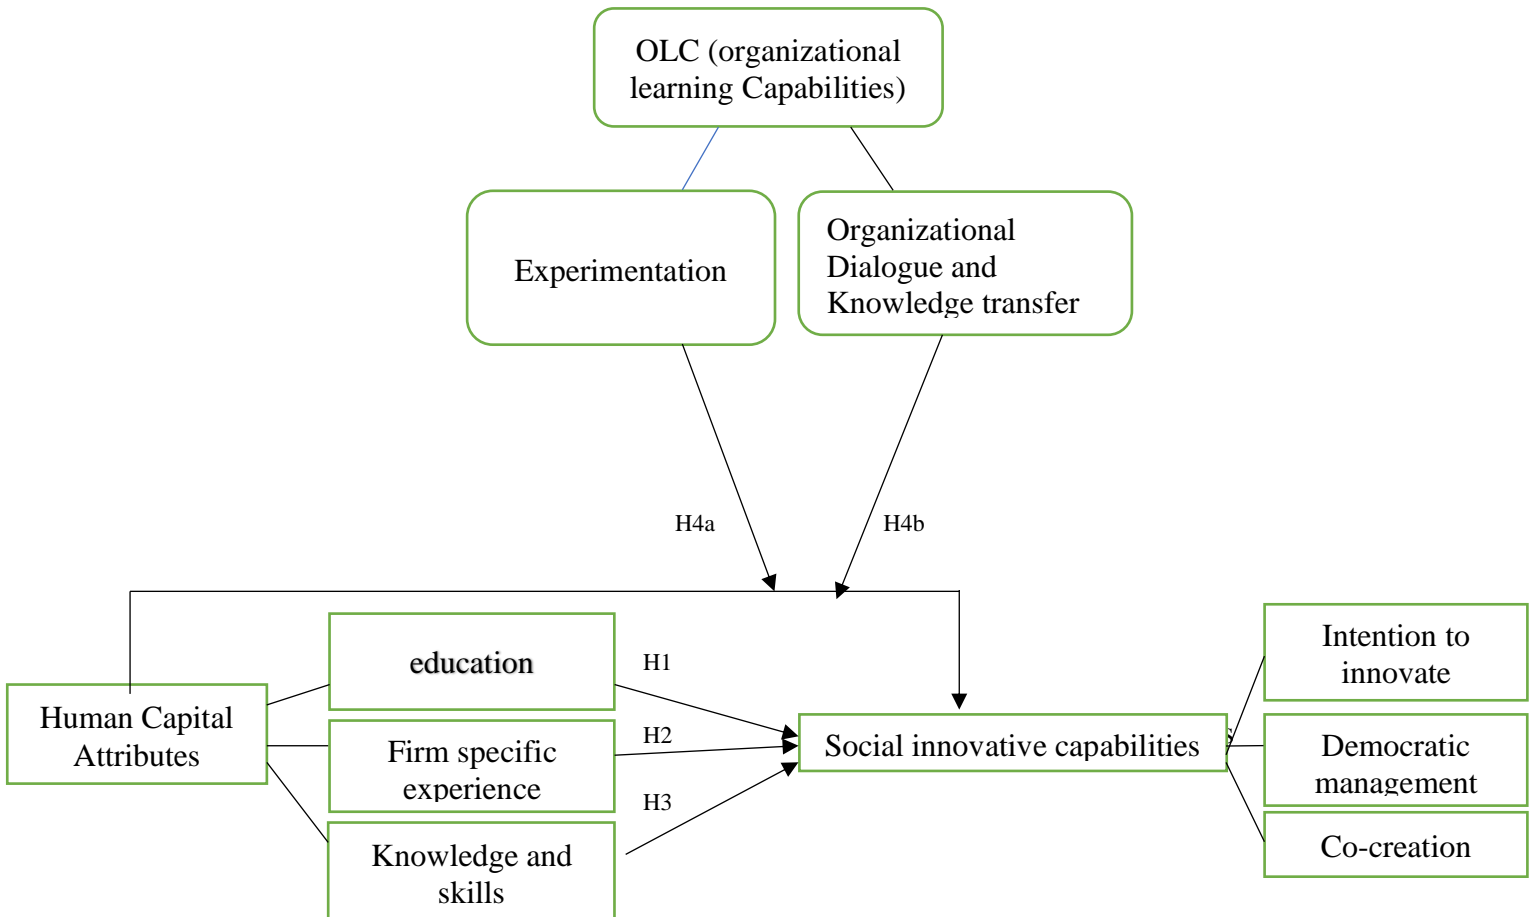 OLC (organizational
learning Capabilities)
Experimentation
Organizational
Dialogue and
Knowledge transfer
H4a
H4b
Human Capital
Attributes
education
Firm specific
experience
Knowledge and
skills
H1
H2
H3
Social innovative capabilities
s
Intention to
innovate
Democratic
management
Co-creation